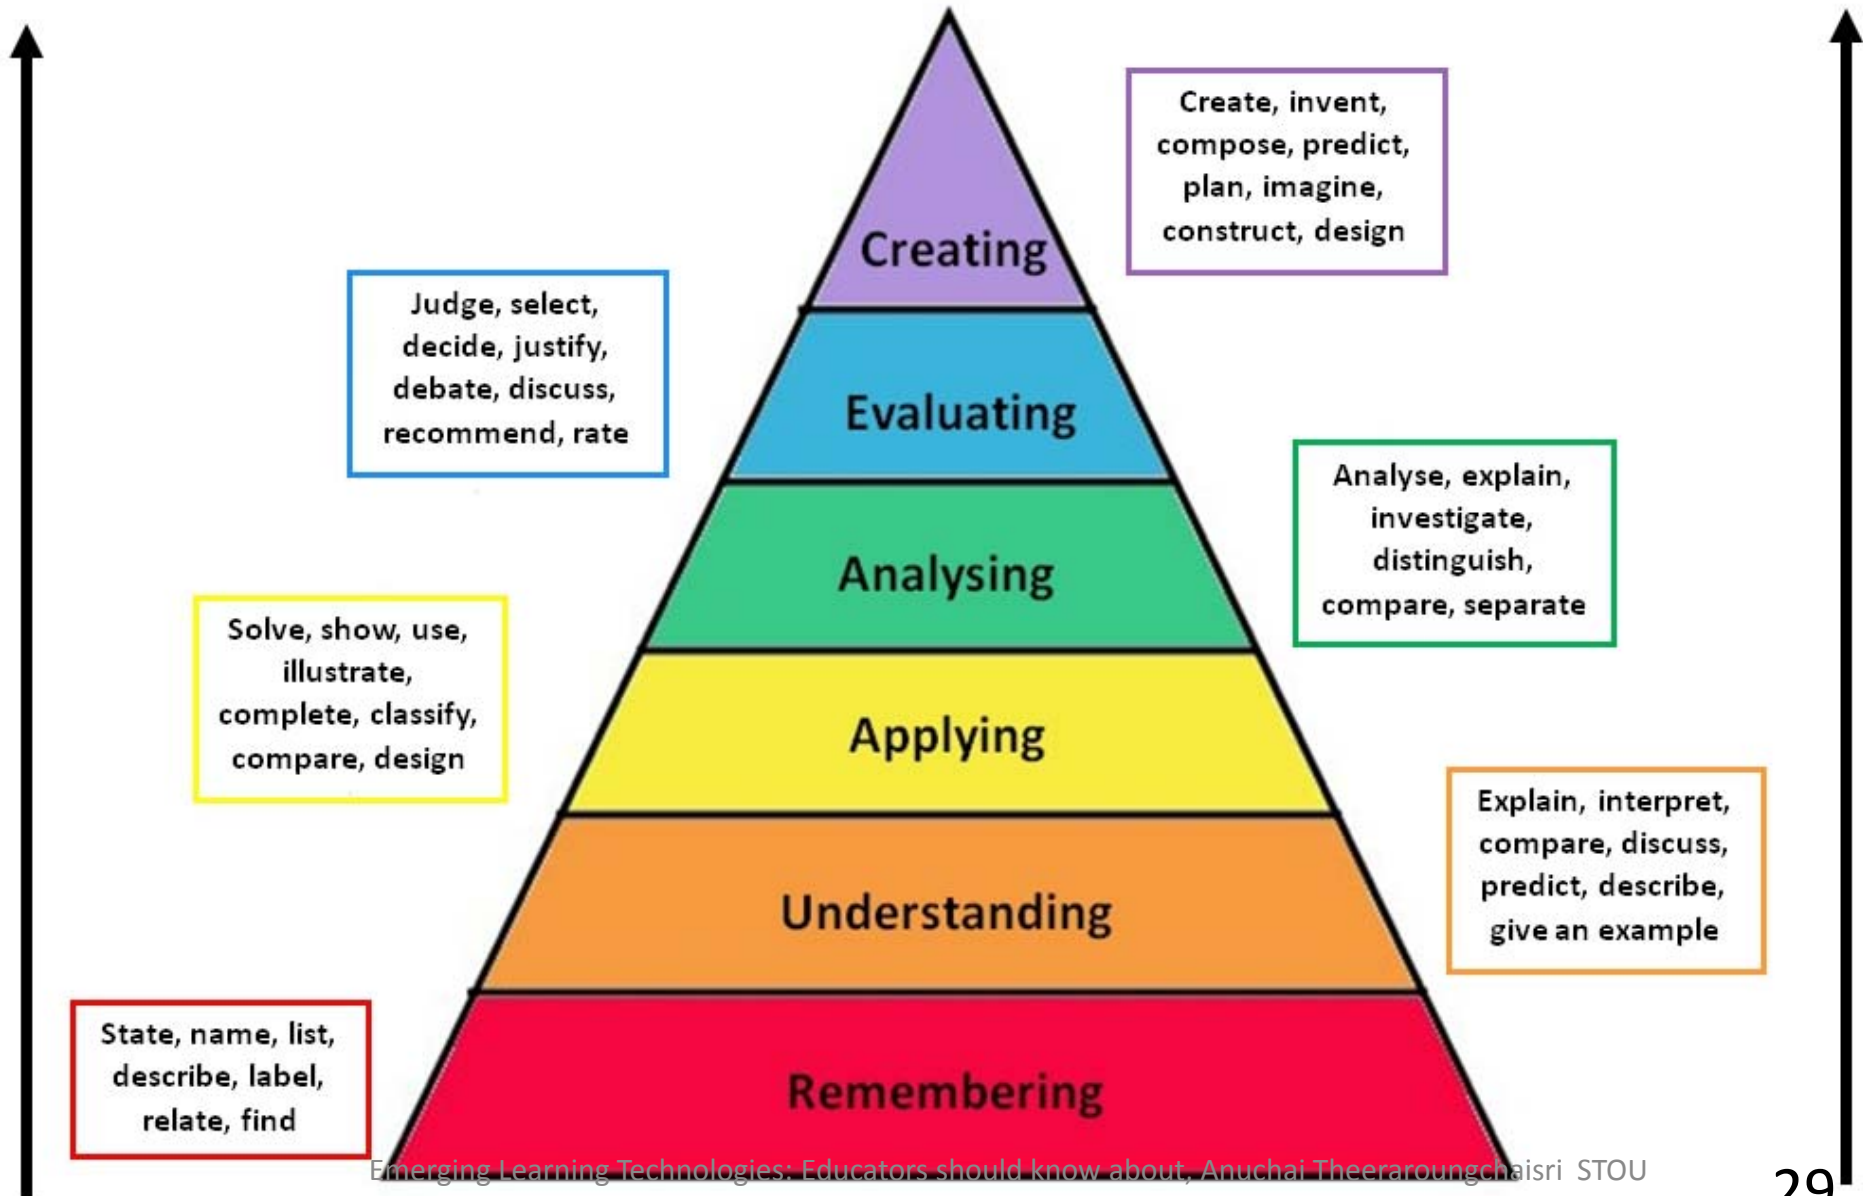 Create, invent,
compose, predict,
plan, imagine,
construct, design
Creating
Judge, select,
decide, justify,
debate, discuss,
recommend, rate
Evaluating
Analyse, explain,
investigate,
distinguish,
compare, separate
Analysing
Solve, show, use,
illustrate,
complete, classify,
compare, design
Applying
Explain, interpret,
compare, discuss,
predict, describe,
give an example
Understanding
State, name, list,
describe, label,
relate, find
Remembering
Emerging Learning Technologies: Educators should know about, Anuchai Theeraroungchaisri STOU
29